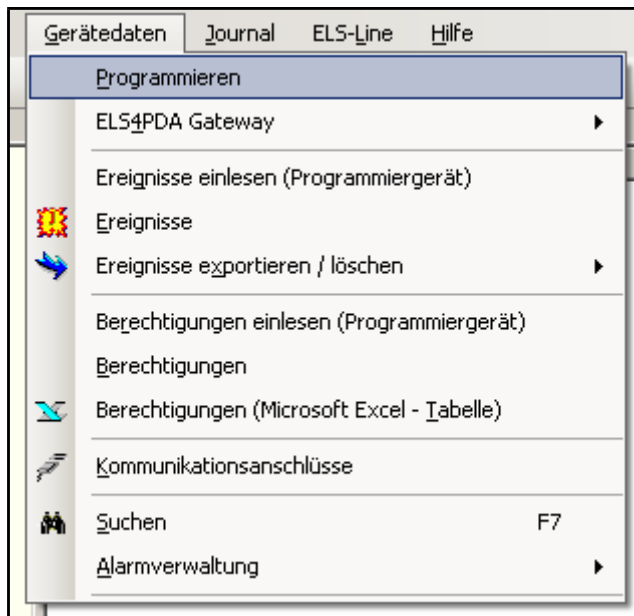 Gerätedaten Journal ELS-Line Hilfe
Programmieren
ELS4PDA Gateway
Ereignisse einlesen (Programmiergerät)
Ereignisse
Ereignisse exportieren / löschen
Berechtigungen einlesen (Programmiergerät)
Berechtigungen
Berechtigungen (Microsoft Excel - Tabelle)
Kommunikationsanschlüsse
Suchen F7
Alarmverwaltung